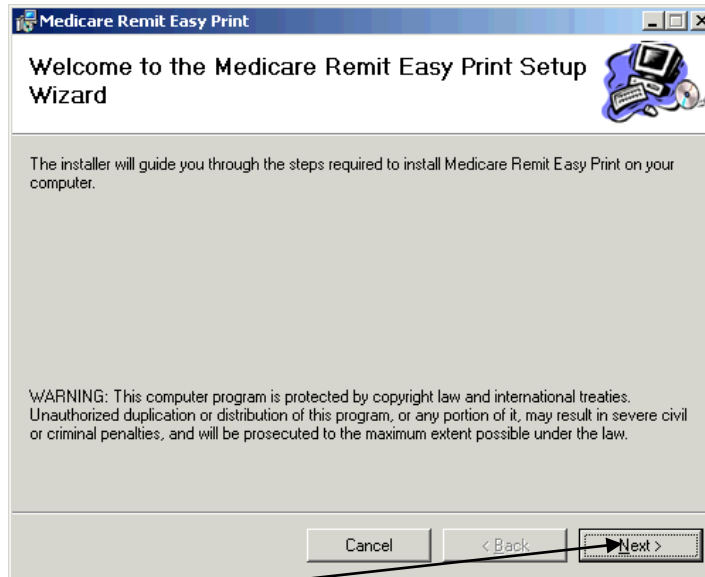 Medicare Remit Easy Print
Welcome to the Medicare Remit Easy Print Setup
Wizard
The installer will guide you through the steps required to install Medicare Remit Easy Print on your
computer.
WARNING: This computer program is protected by copyright law and international treaties.
Unauthorized duplication or distribution of this program, or any portion of it, may result in severe civil
or criminal penalties, and will be prosecuted to the maximum extent possible under the law.
Cancel < Back Next >